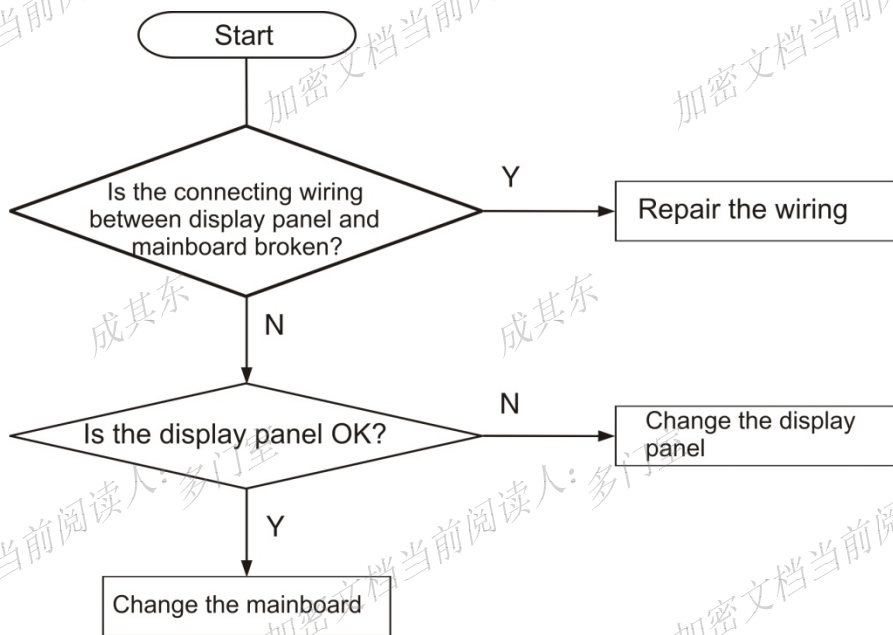 加密文档当前阅读人：多门室
成其东
Start
Is the connecting wiring
between display panel and
mainboard broken?
Y
Repair the wiring
N
Is the display panel OK?
N
Change the display
panel
Y
Change the mainboard